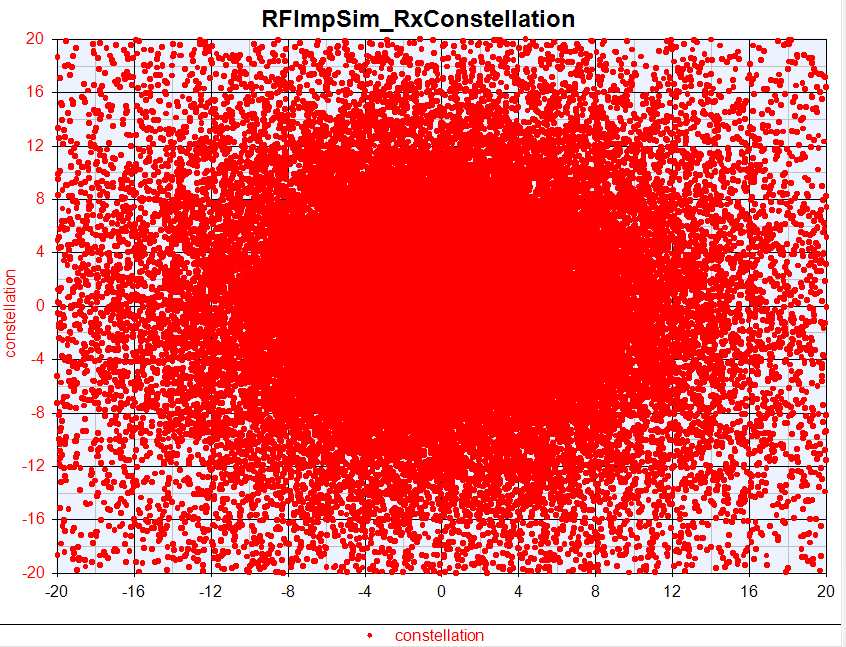 RFImpSim_RxConstellation
20
16
12
8
4
0
-4
-8
-12
-16
-20
constellation
-20 -16 -12 -8 -4 0 4 8 12 16 20
constellation